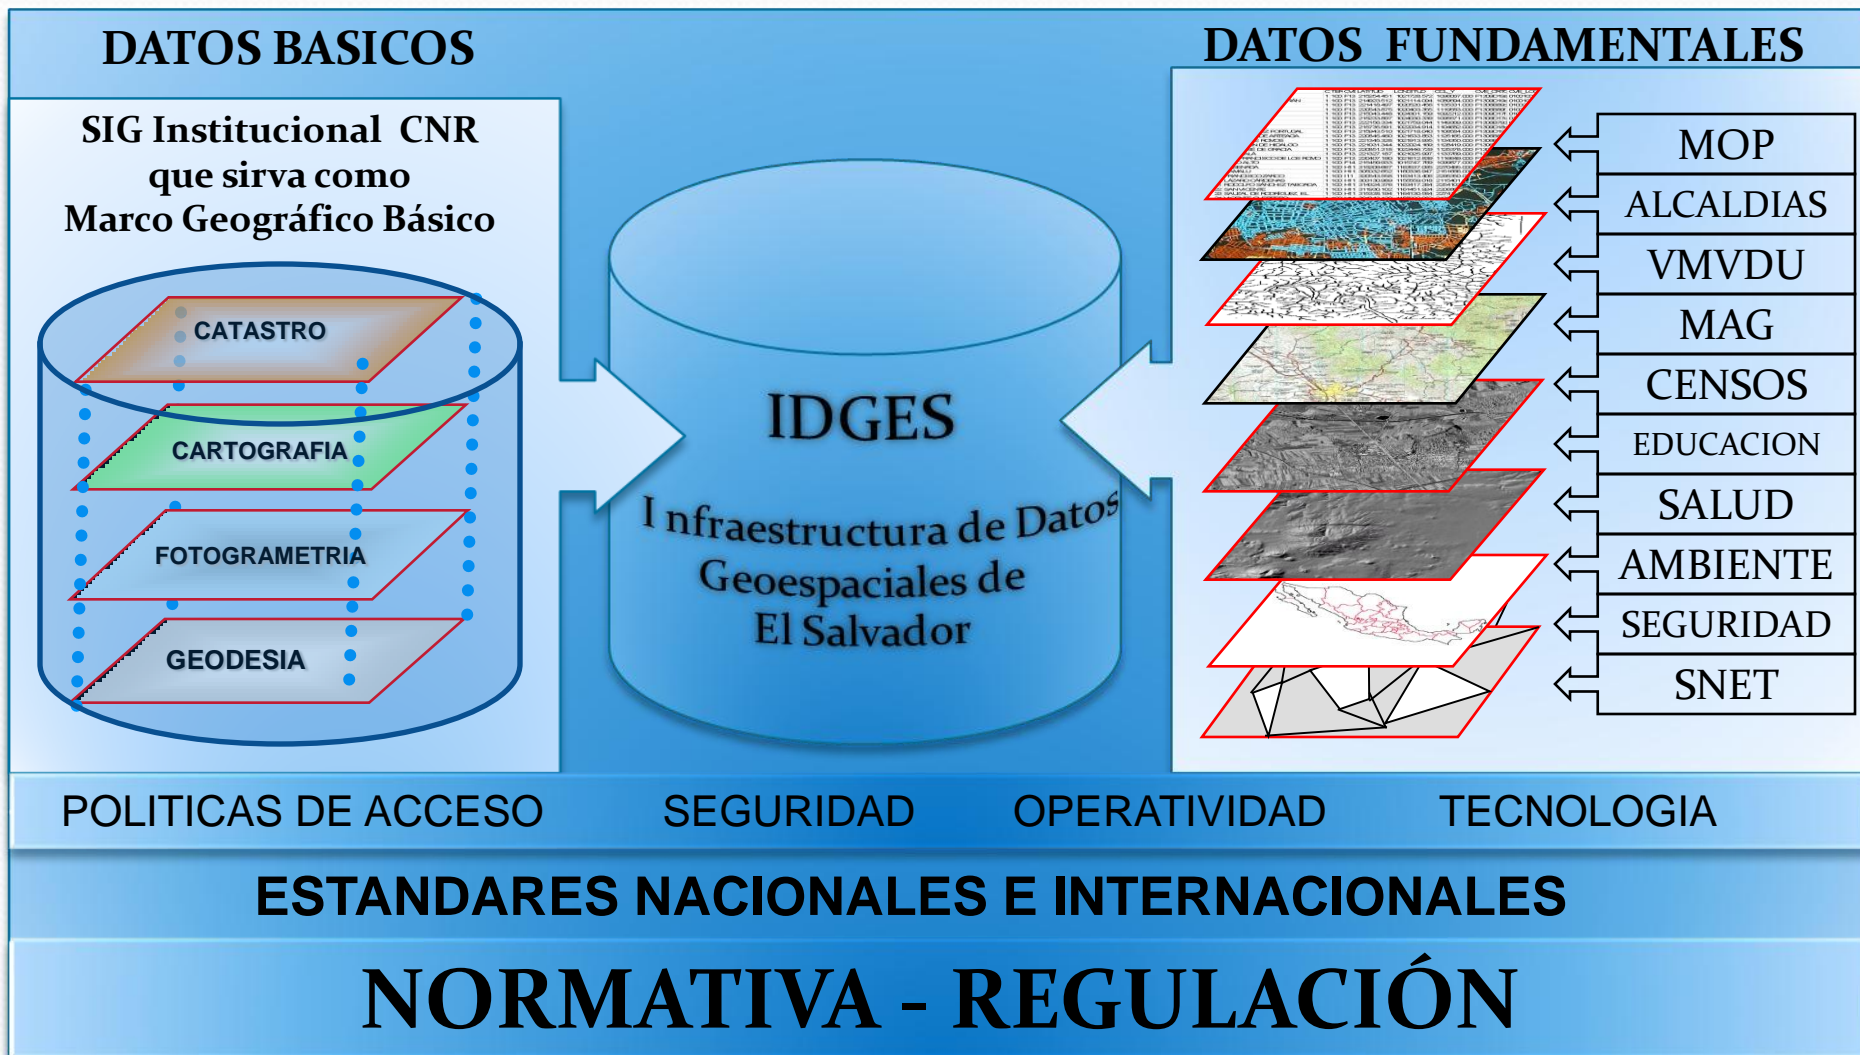 DATOS BASICOS
SIG Institucional CNR
que sirva como
Marco Geográfico Básico
CATASTRO
CARTOGRAFIA
FOTOGRAMETRIA
GEODESIA
IDGES
I nfraestructura de Datos
Geoespaciales de
El Salvador
DATOS FUNDAMENTALES
MOP
ALCALDIAS
VMVDU
MAG
CENSOS
EDUCACION
SALUD
AMBIENTE
SEGURIDAD
SNET
POLITICAS DE ACCESO SEGURIDAD OPERATIVIDAD TECNOLOGIA
ESTANDARES NACIONALES E INTERNACIONALES
NORMATIVA - REGULACIÓN